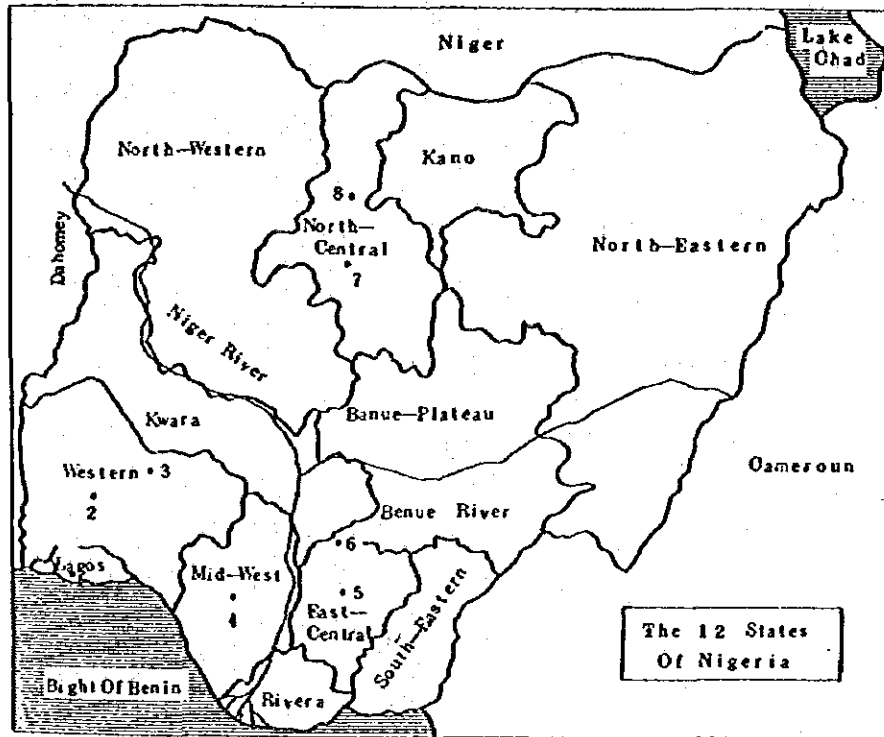 Niger
Lake
Ohad
North-Western
Kano
8
North-
Central
7
North-Eastern
Dahomey
Niger River
Kwara
Banue-Plateau
Western 3
2
Oameroun
Benue River
6
Lagos
Mid-West
4
5
East-
Central
South-Eastern
The 12 States
Of Nigeria
Bight Of Benin
Rivera